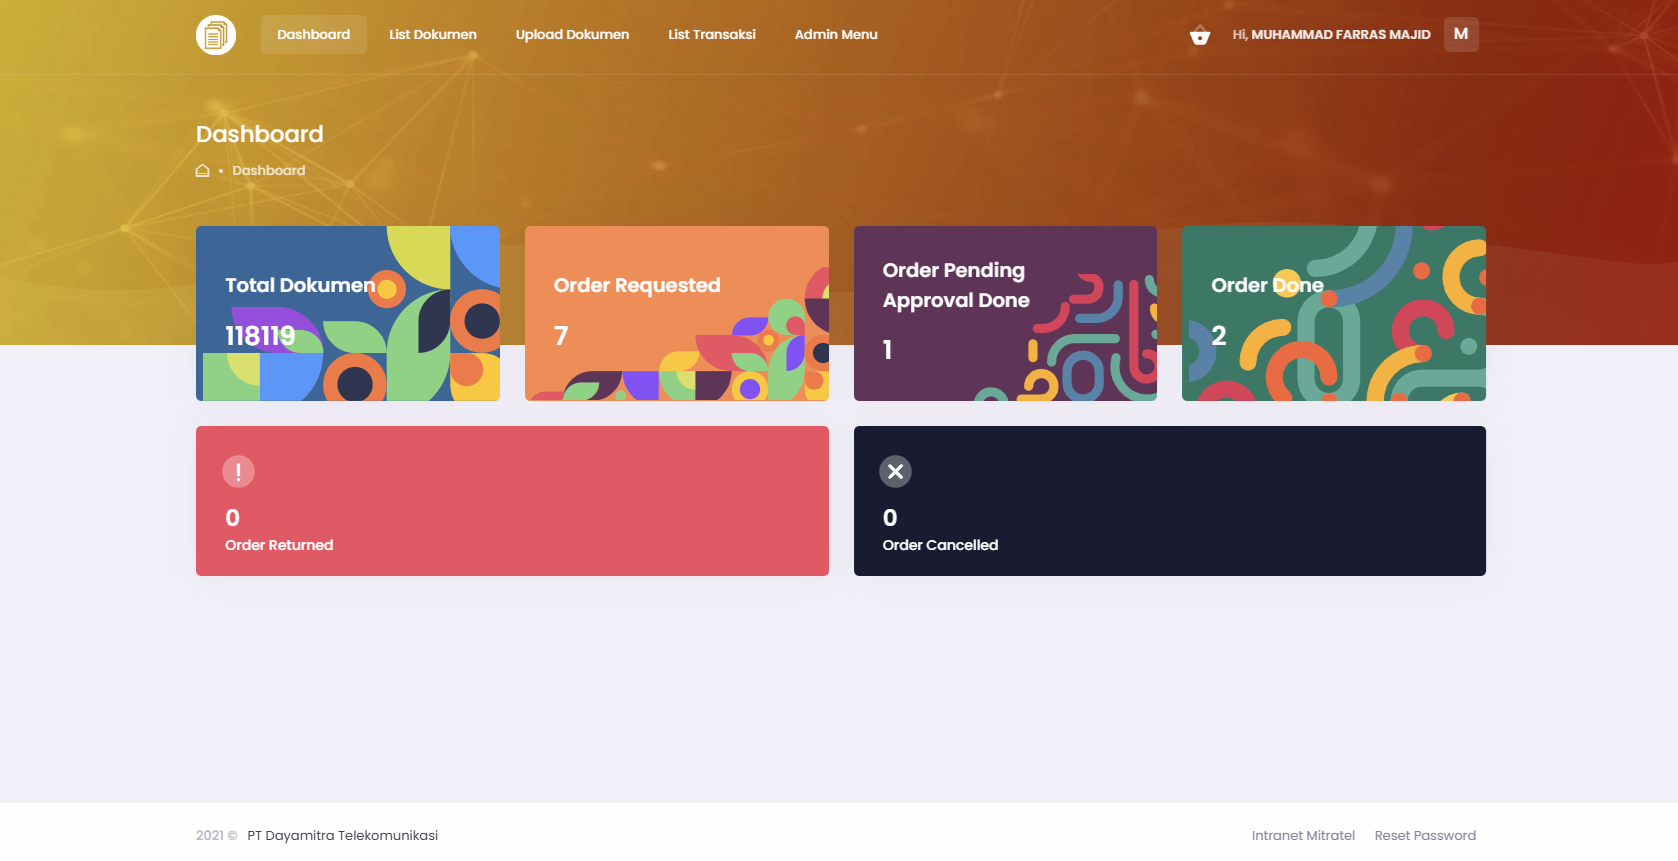 Dashboard
List Dokumen
Upload Dokumen
List Transaksi
Admin Menu
Hi, MUHAMMAD FARRAS MAJID
M
Dashboard
Dashboard
Total Dokumen
118119
Order Requested
7
Order Pending
Approval Done
1
Order Done
2
0
Order Returned
0
Order Cancelled
2021 © PT Dayamitra Telekomunikasi
Intranet Mitratel
Reset Password